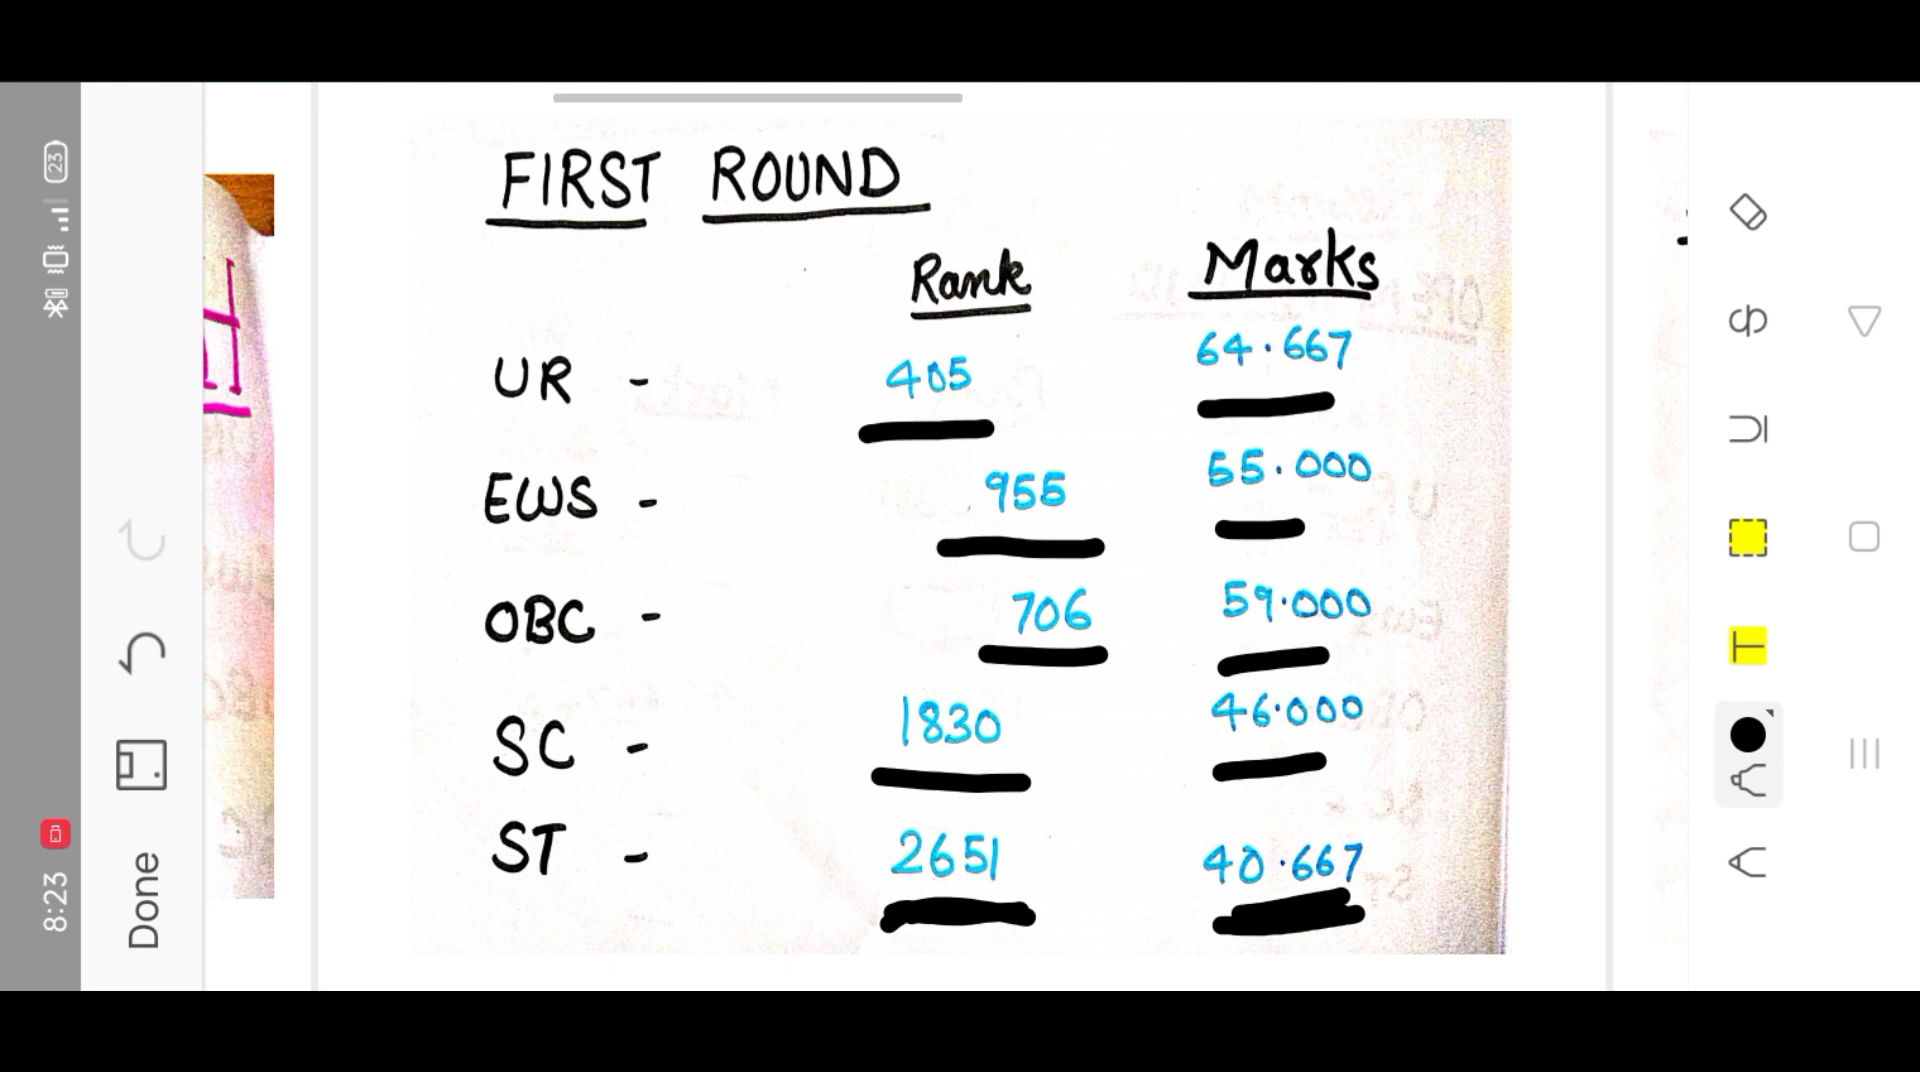 FIRST ROUND
Rank Marks
UR - 405 64.667
EWS - 955 55.000
OBC - 706 59.000
SC - 1830 46.000
ST - 2651 40.667
8:23
23
Done
T